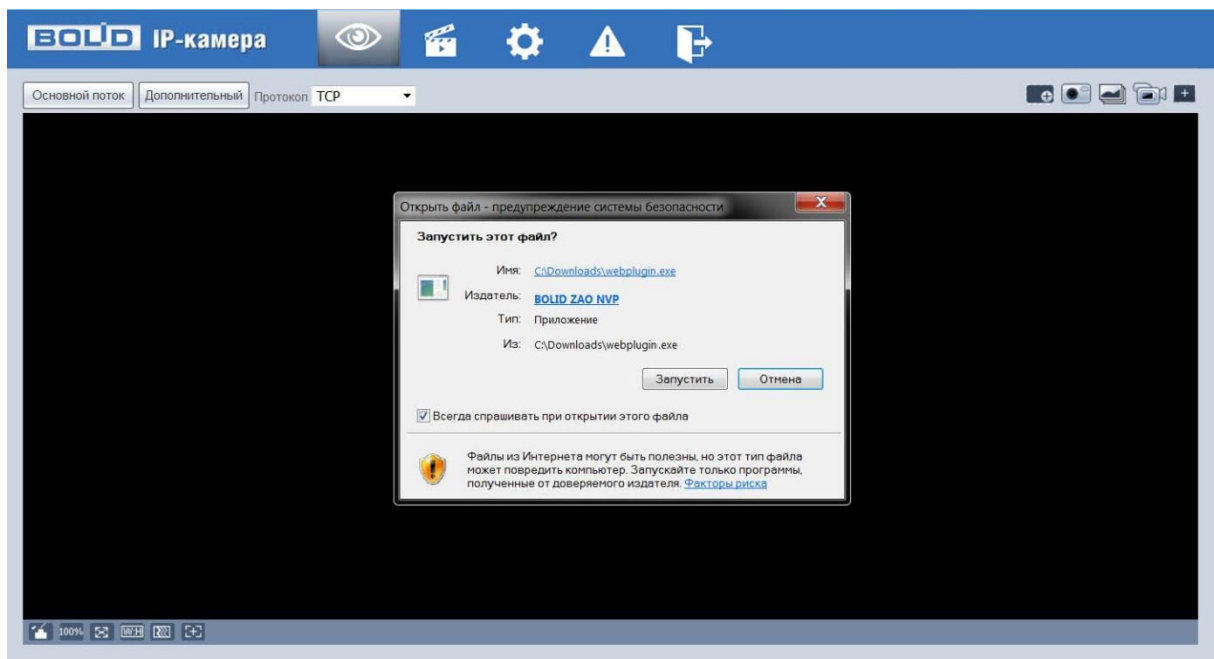 BOLID IP-камера
Основной поток Дополнительный Протокол TCP
Открыть файл - предупреждение системы безопасности
Запустить этот файл?
Имя: C:\Downloads\webplugin.exe
Издатель: BOLID ZAO NVP
Тип: Приложение
Из: C:\Downloads\webplugin.exe
Запустить Отмена
Всегда спрашивать при открытии этого файла
Файлы из Интернета могут быть полезны, но этот тип файла
может повредить компьютер. Запускайте только программы,
полученные от доверяемого издателя. Факторы риска
100% W:H